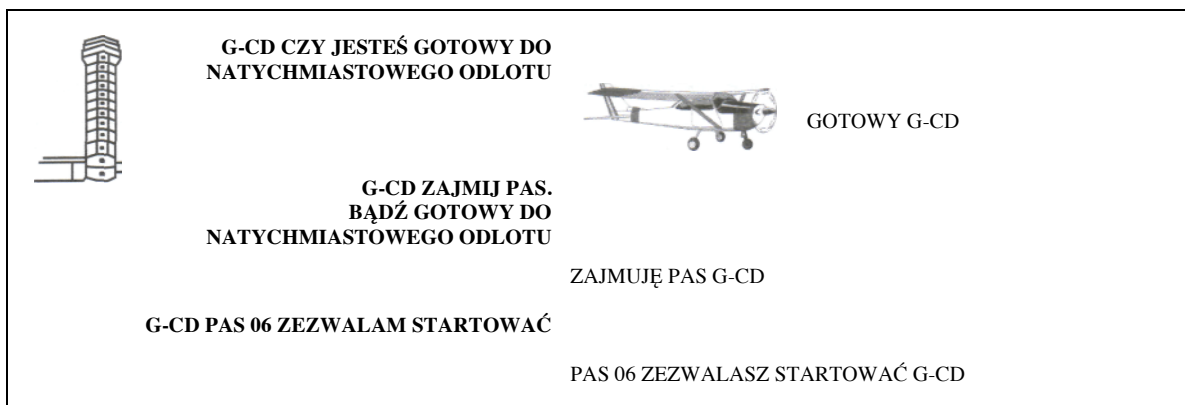 G-CD CZY JESTEŚ GOTOWY DO
NATYCHMIASTOWEGO ODLOTU
GOTOWY G-CD
G-CD ZAJMIJ PAS.
BĄDŹ GOTOWY DO
NATYCHMIASTOWEGO ODLOTU
ZAJMUJĘ PAS G-CD
G-CD PAS 06 ZEZWALAM STARTOWAĆ
PAS 06 ZEZWALASZ STARTOWAĆ G-CD